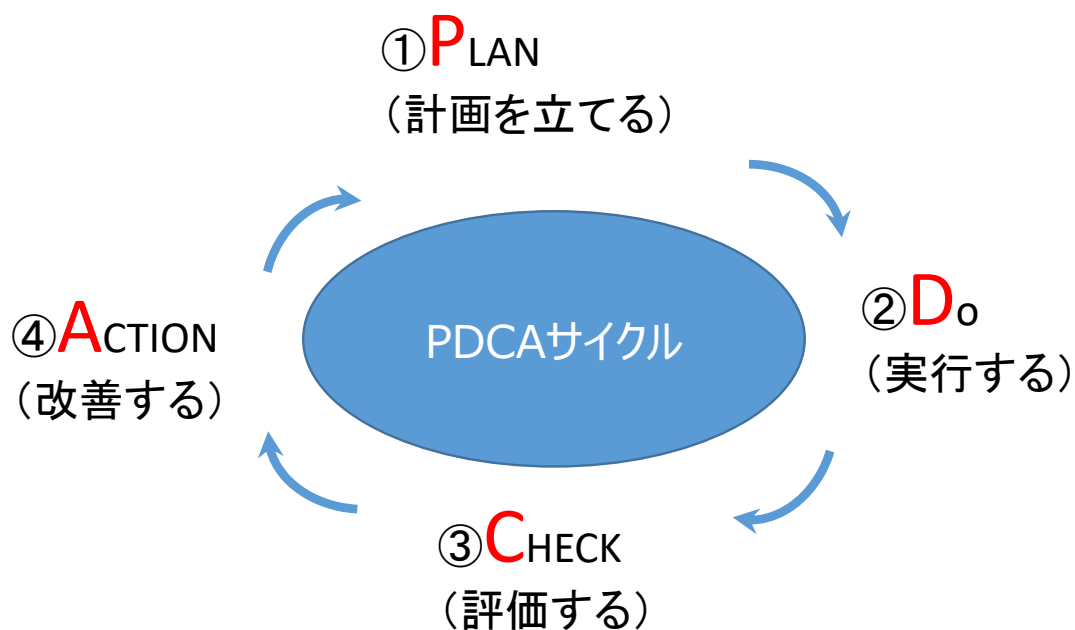 ①PLAN
（計画を立てる）
②Do
（実行する）
PDCAサイクル
④ACTION
（改善する）
③CHECK
（評価する）